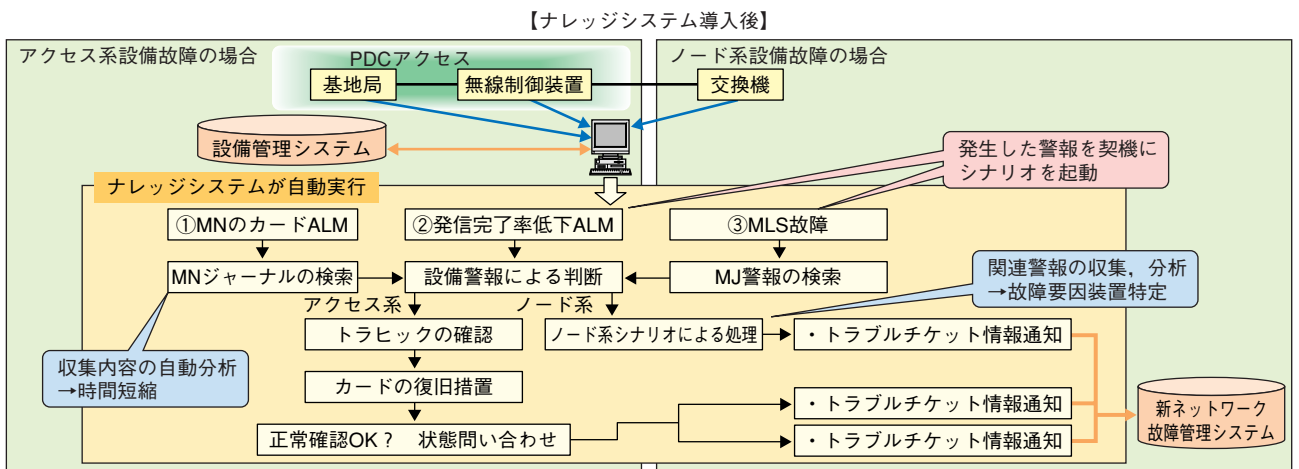 【ナレッジシステム導入後】
アクセス系設備故障の場合
ノード系設備故障の場合
PDCアクセス
基地局
無線制御装置
交換機
設備管理システム
発生した警報を契機に
シナリオを起動
ナレッジシステムが自動実行
①MNのカードALM
②発信完了率低下ALM
③MLS故障
MNジャーナルの検索
設備警報による判断
MJ警報の検索
関連警報の収集，分析
→故障要因装置特定
アクセス系
ノード系
トラヒックの確認
ノード系シナリオによる処理
・トラブルチケット情報通知
収集内容の自動分析
→時間短縮
カードの復旧措置
・トラブルチケット情報通知
新ネットワーク
故障管理システム
正常確認OK？　状態問い合わせ
・トラブルチケット情報通知